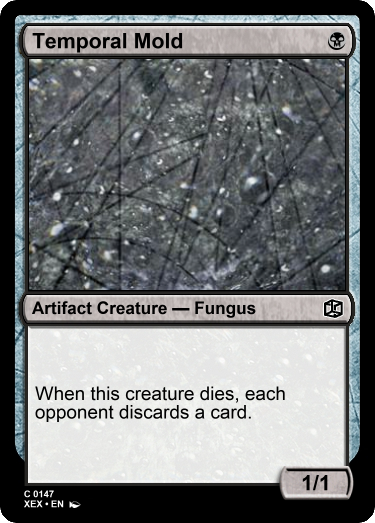 Temporal Mold
Artifact Creature — Fungus
When this creature dies, each
opponent discards a card.
1/1
C 0147
XEX • EN